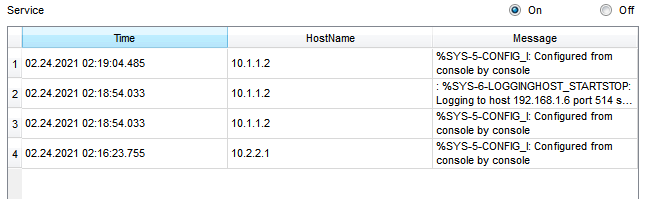 Service On Off
Time HostName Message
1 02.24.2021 02:19:04.485 10.1.1.2 %SYS-5-CONFIG_I: Configured from
console by console
2 02.24.2021 02:18:54.033 10.1.1.2 : %SYS-6-LOGGINGHOST_STARTSTOP:
Logging to host 192.168.1.6 port 514 s...
3 02.24.2021 02:18:54.033 10.1.1.2 %SYS-5-CONFIG_I: Configured from
console by console
4 02.24.2021 02:16:23.755 10.2.2.1 %SYS-5-CONFIG_I: Configured from
console by console